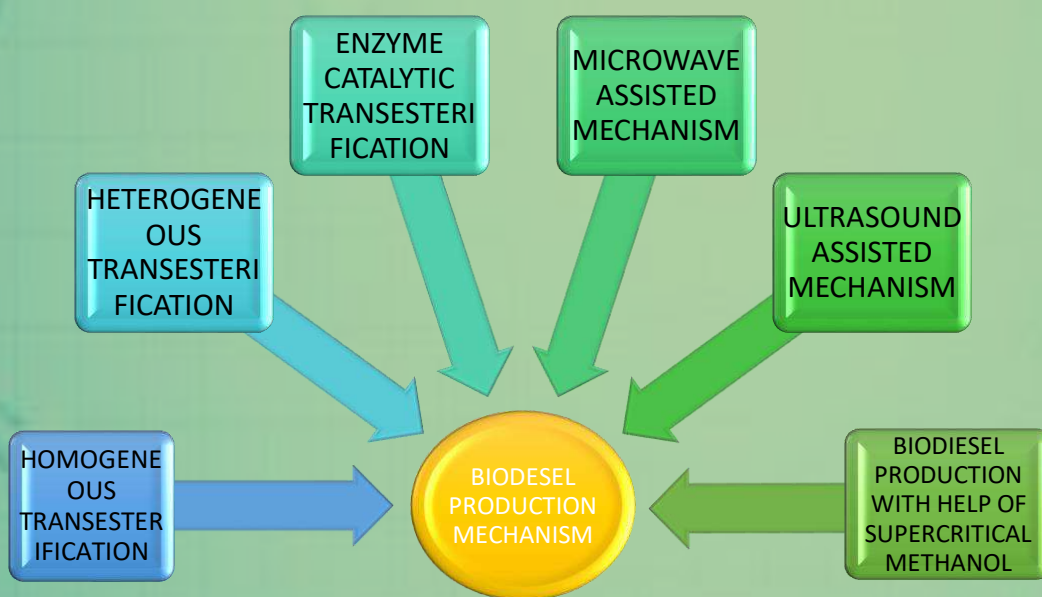 ENZYME
CATALYTIC
TRANSESTERI
FICATION
MICROWAVE
ASSISTED
MECHANISM
HETEROGENE
OUS
TRANSESTERI
FICATION
ULTRASOUND
ASSISTED
MECHANISM
HOMOGENE
OUS
TRANSESTER
IFICATION
BIODESEL
PRODUCTION
MECHANISM
BIODIESEL
PRODUCTION
WITH HELP OF
SUPERCRITICAL
METHANOL